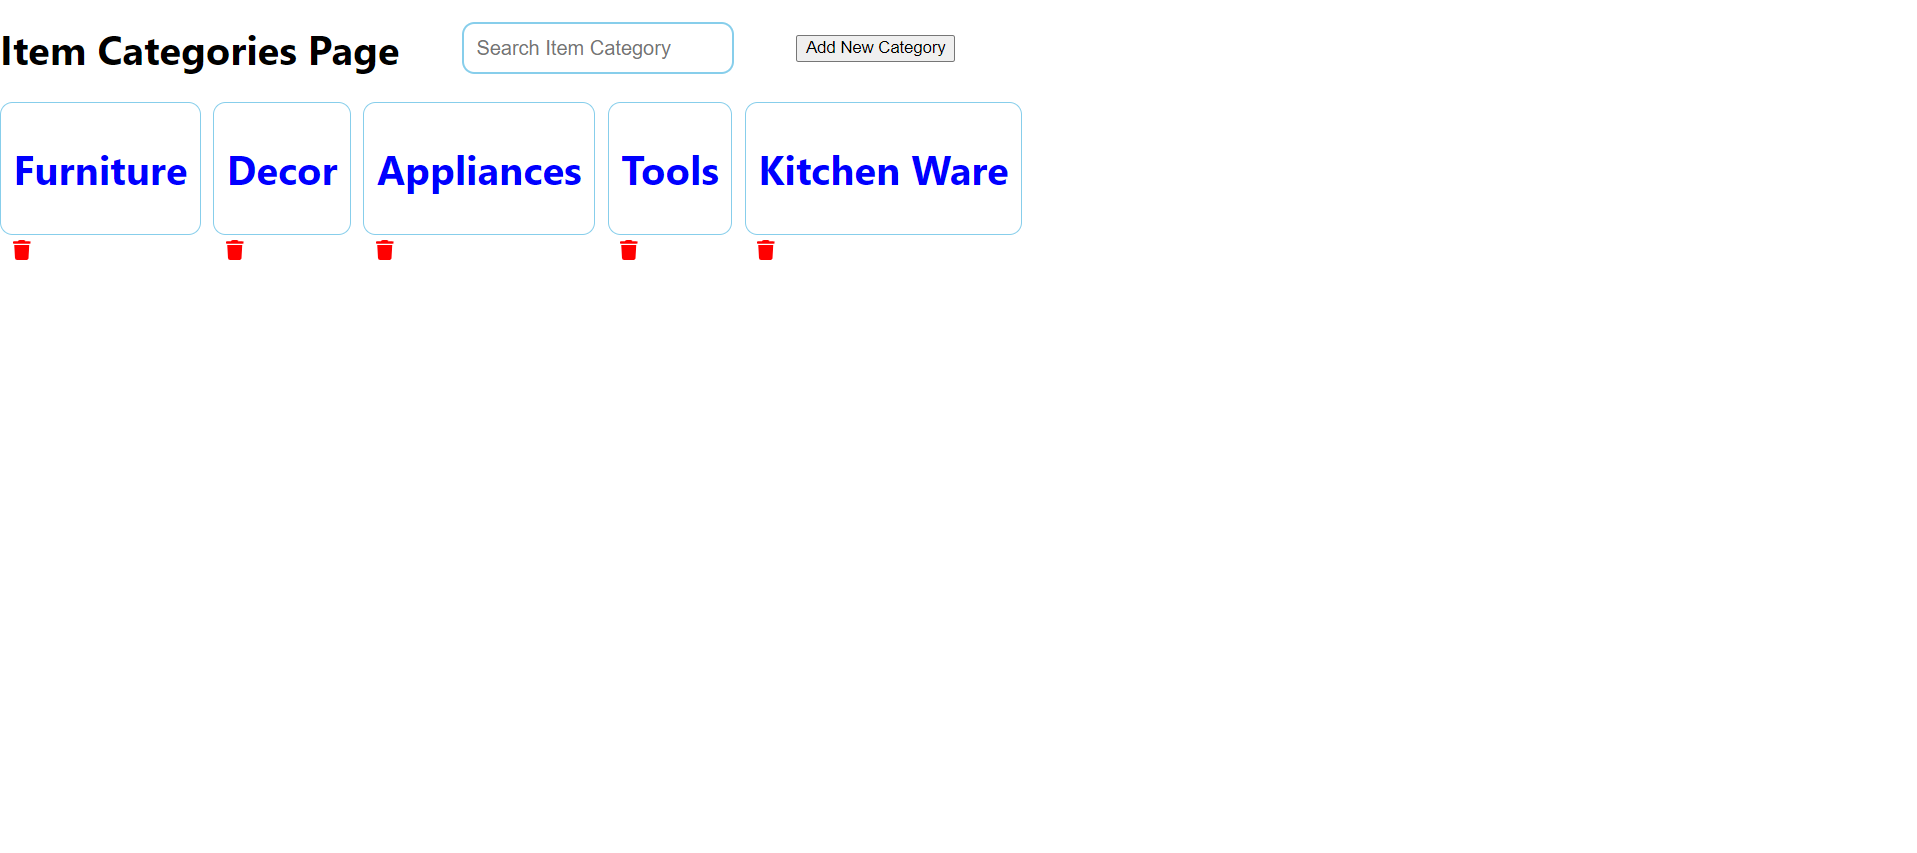 Item Categories Page
Search Item Category
Add New Category
Furniture
Decor
Appliances
Tools
Kitchen Ware